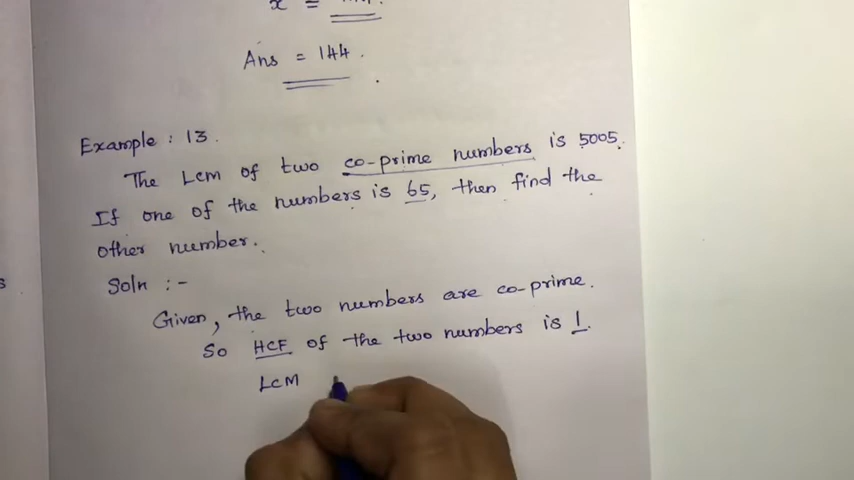 x =
Ans = 144.
Example : 13.
The Lcm of two co-prime numbers is 5005.
If one of the numbers is 65, then find the
other number.
Soln :-
Given, the two numbers are co-prime.
So HCF of the two numbers is 1.
LCM